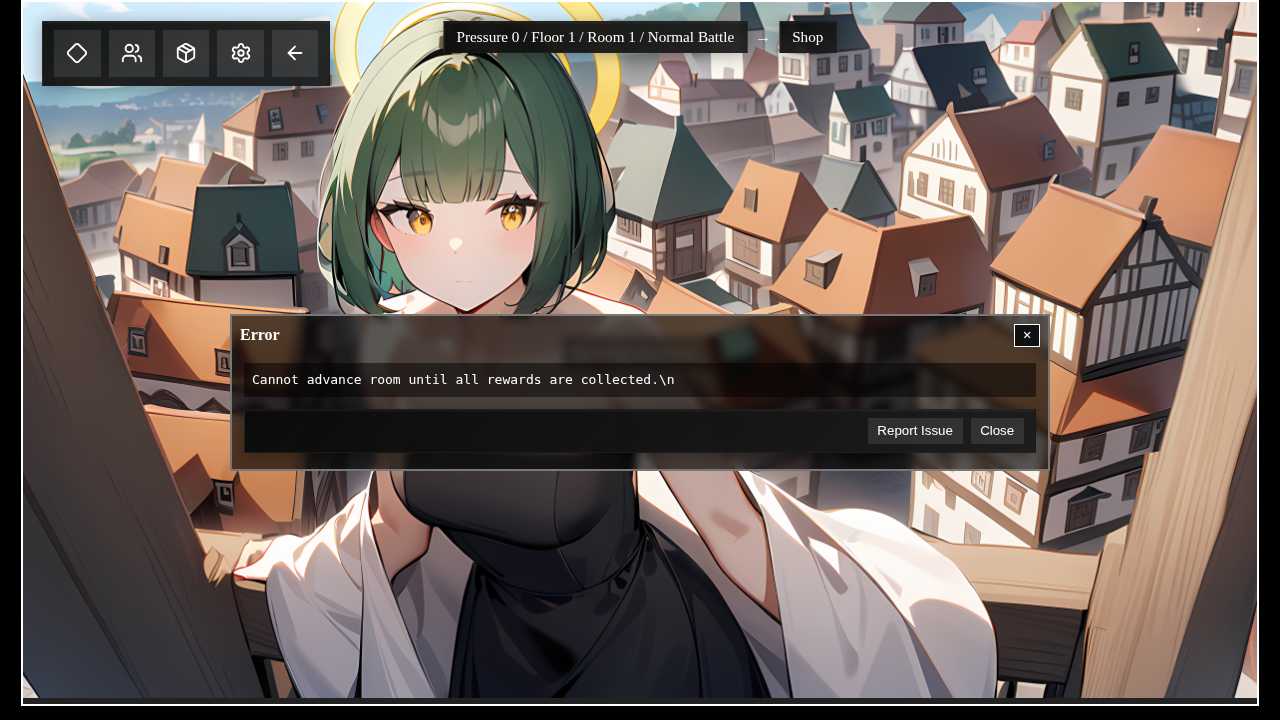 Pressure 0 / Floor 1 / Room 1 / Normal Battle → Shop
Error ✕
Cannot advance room until all rewards are collected.\n
Report Issue Close